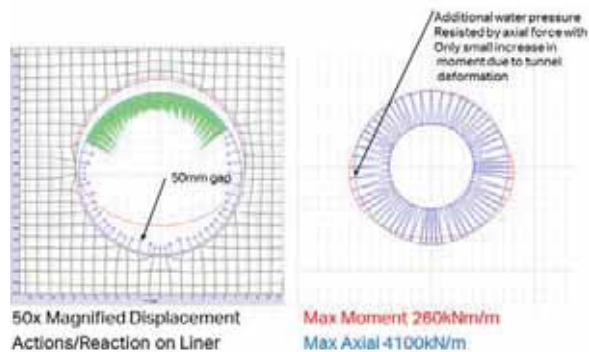 Additional water pressure
Resisted by axial force with
Only small increase in
moment due to tunnel
deformation
50mm gap
50x Magnified Displacement
Actions/Reaction on Liner
Max Moment 260kNm/m
Max Axial 4100kN/m